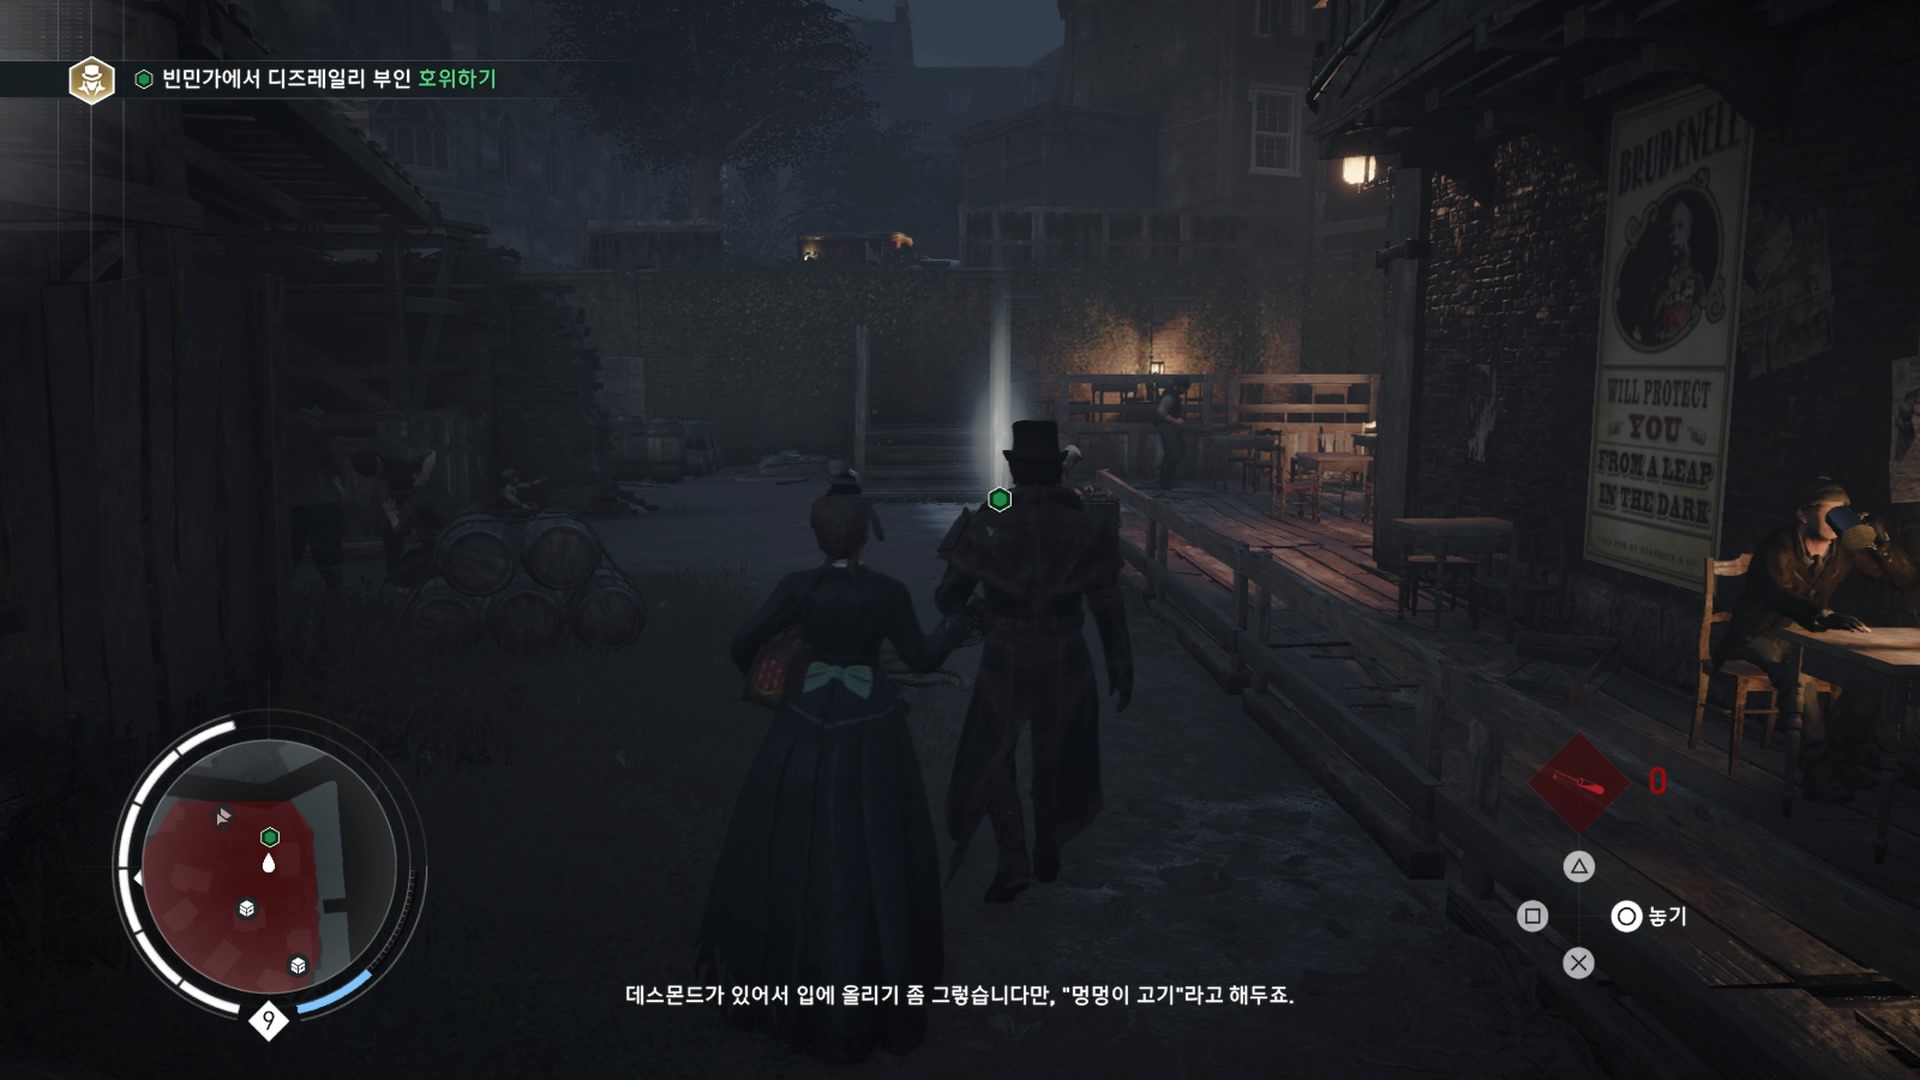 빈민가에서 디즈레일리 부인 호위하기
BRUDENELL
WILL PROTECT
YOU
FROM A LEAP
IN THE DARK
0
농기
9
데스몬드가 있어서 입에 올리기 좀 그렇습니다만, "멍멍이 고기"라고 해두죠.